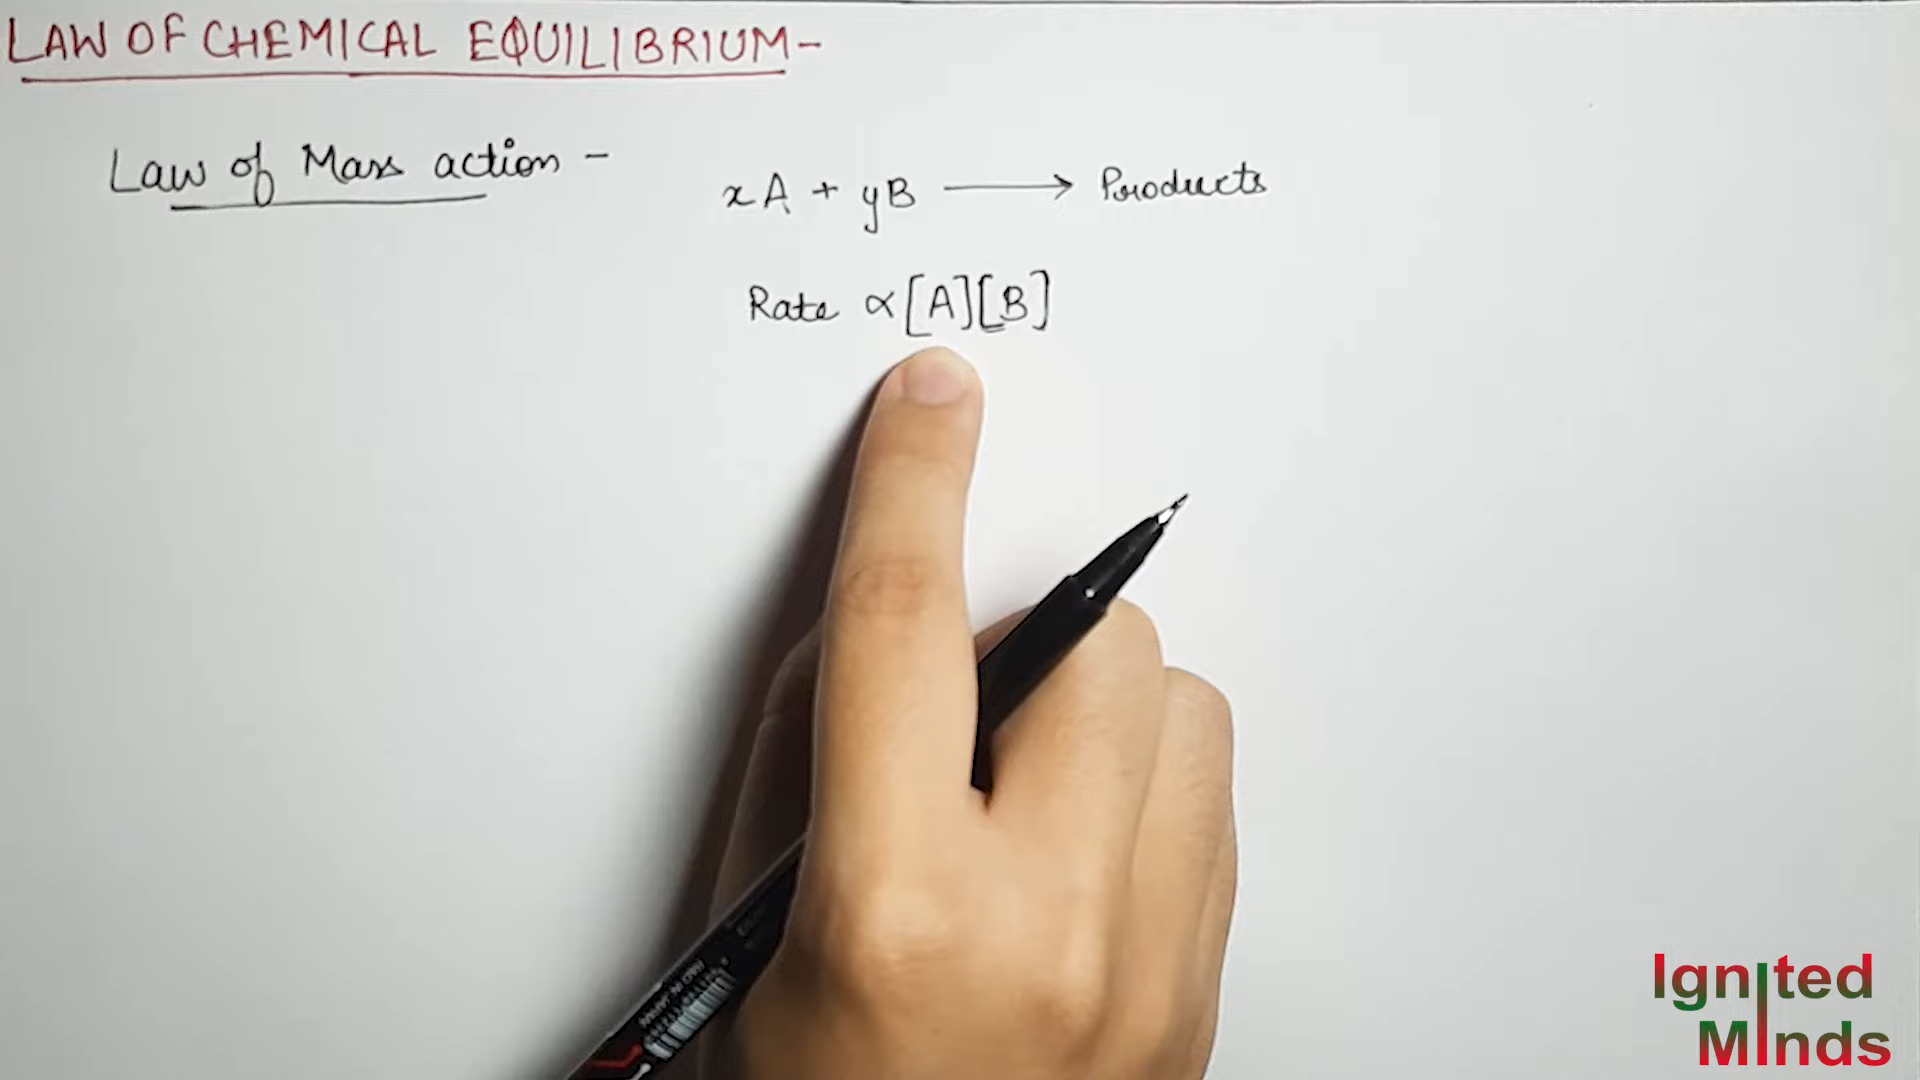 LAW OF CHEMICAL EQUILIBRIUM-
Law of Mass action -
xA + yB ⟶ Products
Rate ∝ [A][B]
Ignited
Minds